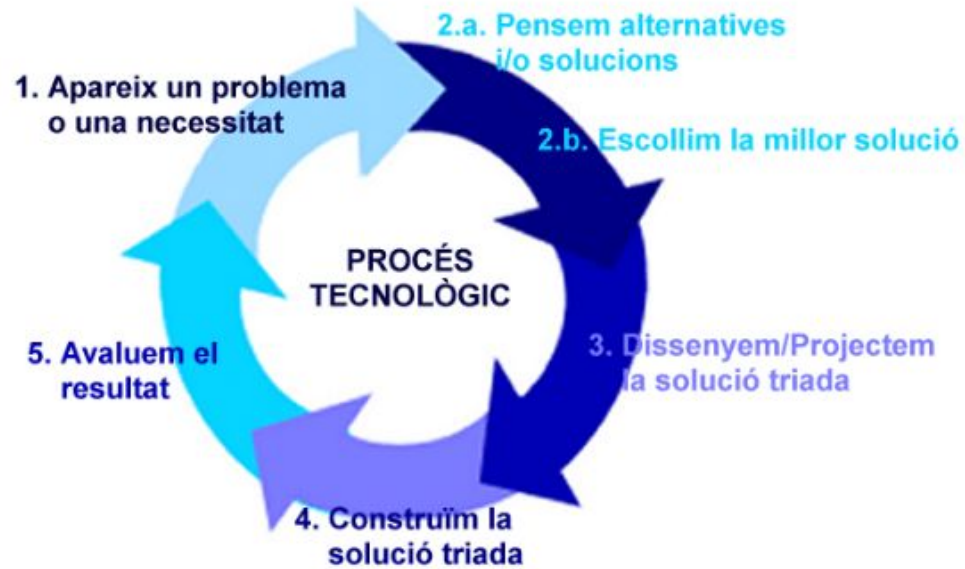 1. Apareix un problema
o una necessitat
2.a. Pensem alternatives
i/o solucions
2.b. Escollim la millor solució
PROCÉS
TECNOLÒGIC
3. Dissenyem/Projectem
la solució triada
4. Construïm la
solució triada
5. Avaluem el
resultat